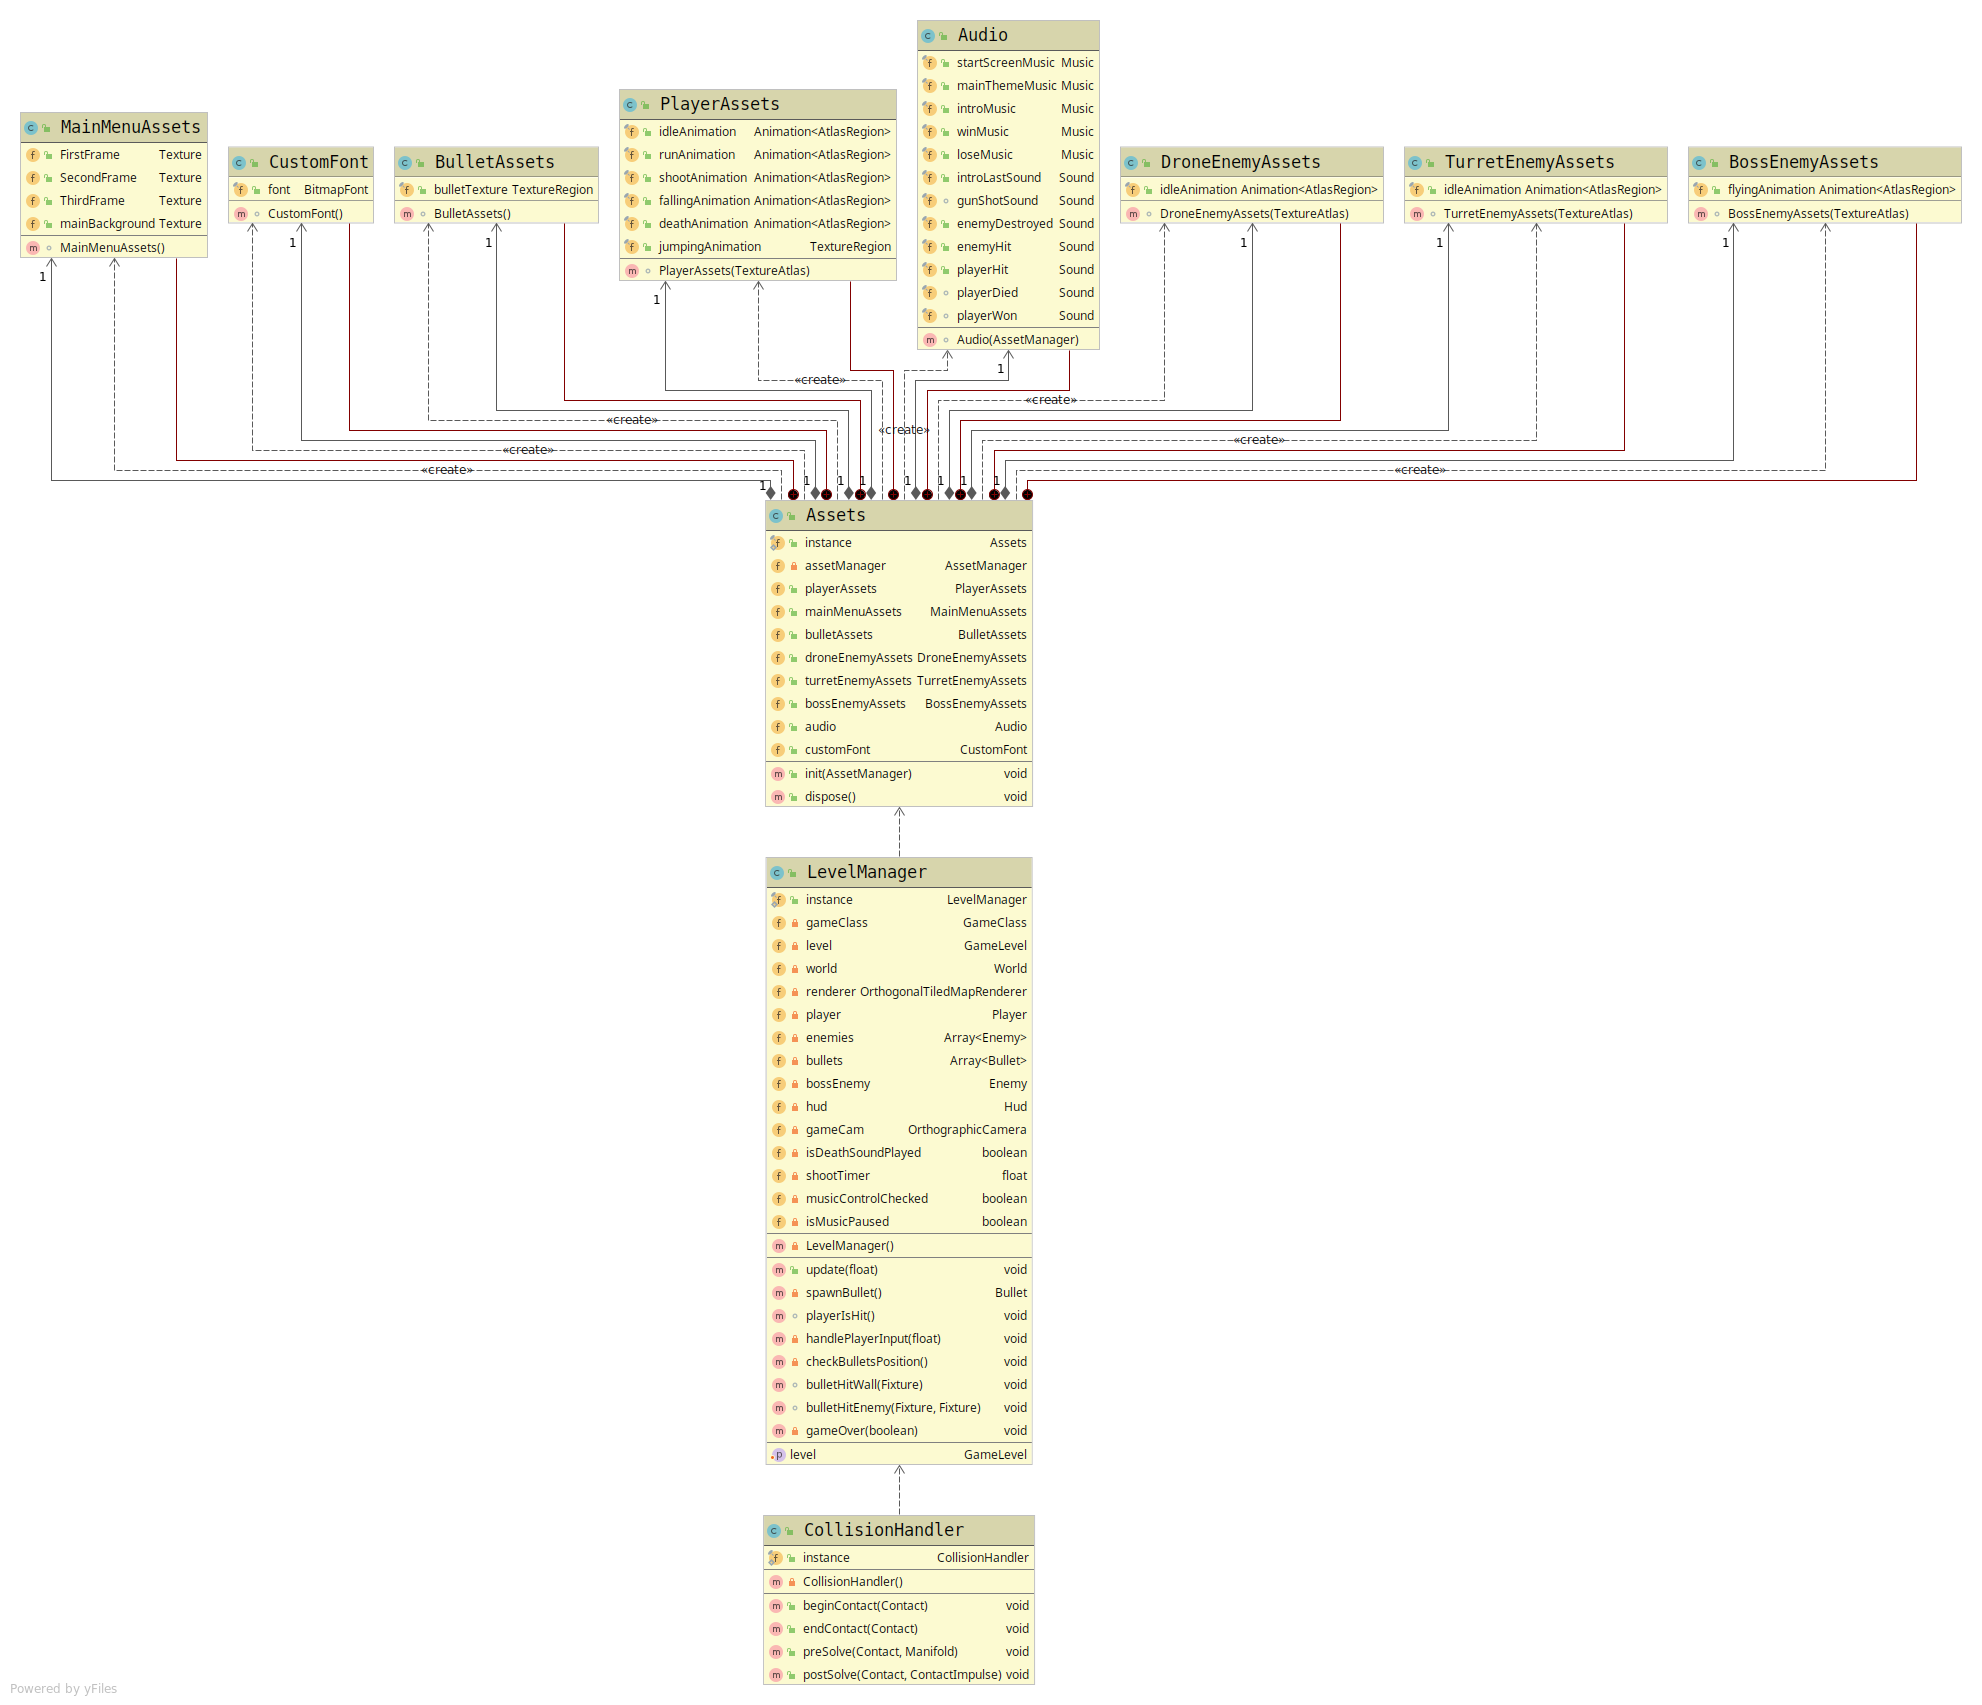 Audio
startScreenMusic Music
mainThemeMusic Music
introMusic Music
winMusic Music
loseMusic Music
introLastSound Sound
gunShotSound Sound
enemyDestroyed Sound
enemyHit Sound
playerHit Sound
playerDied Sound
playerWon Sound
Audio(AssetManager)
MainMenuAssets
FirstFrame Texture
SecondFrame Texture
ThirdFrame Texture
mainBackground Texture
MainMenuAssets()
CustomFont
font BitmapFont
CustomFont()
BulletAssets
bulletTexture TextureRegion
BulletAssets()
PlayerAssets
idleAnimation Animation<AtlasRegion>
runAnimation Animation<AtlasRegion>
shootAnimation Animation<AtlasRegion>
fallingAnimation Animation<AtlasRegion>
deathAnimation Animation<AtlasRegion>
jumpingAnimation TextureRegion
PlayerAssets(TextureAtlas)
DroneEnemyAssets
idleAnimation Animation<AtlasRegion>
DroneEnemyAssets(TextureAtlas)
TurretEnemyAssets
idleAnimation Animation<AtlasRegion>
TurretEnemyAssets(TextureAtlas)
BossEnemyAssets
flyingAnimation Animation<AtlasRegion>
BossEnemyAssets(TextureAtlas)
1
1
1
1
1
1
1
1
«create»
«create»
«create»
«create»
«create»
«create»
«create»
«create»
1
1
1
1
1
1
1
1
Assets
instance Assets
assetManager AssetManager
playerAssets PlayerAssets
mainMenuAssets MainMenuAssets
bulletAssets BulletAssets
droneEnemyAssets DroneEnemyAssets
turretEnemyAssets TurretEnemyAssets
bossEnemyAssets BossEnemyAssets
audio Audio
customFont CustomFont
init(AssetManager) void
dispose() void
LevelManager
instance LevelManager
gameClass GameClass
level GameLevel
world World
renderer OrthogonalTiledMapRenderer
player Player
enemies Array<Enemy>
bullets Array<Bullet>
bossEnemy Enemy
hud Hud
gameCam OrthographicCamera
isDeathSoundPlayed boolean
shootTimer float
musicControlChecked boolean
isMusicPaused boolean
LevelManager()
update(float) void
spawnBullet() Bullet
playerIsHit() void
handlePlayerInput(float) void
checkBulletsPosition() void
bulletHitWall(Fixture) void
bulletHitEnemy(Fixture, Fixture) void
gameOver(boolean) void
level GameLevel
CollisionHandler
instance CollisionHandler
CollisionHandler()
beginContact(Contact) void
endContact(Contact) void
preSolve(Contact, Manifold) void
postSolve(Contact, ContactImpulse) void
Powered by yFiles